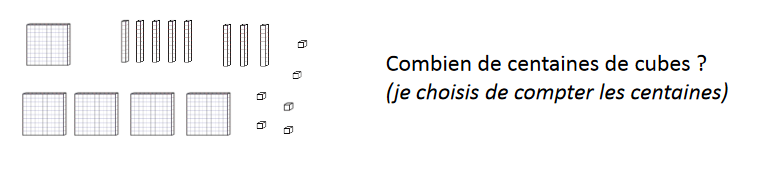 Combien de centaines de cubes ?
(je choisis de compter les centaines)